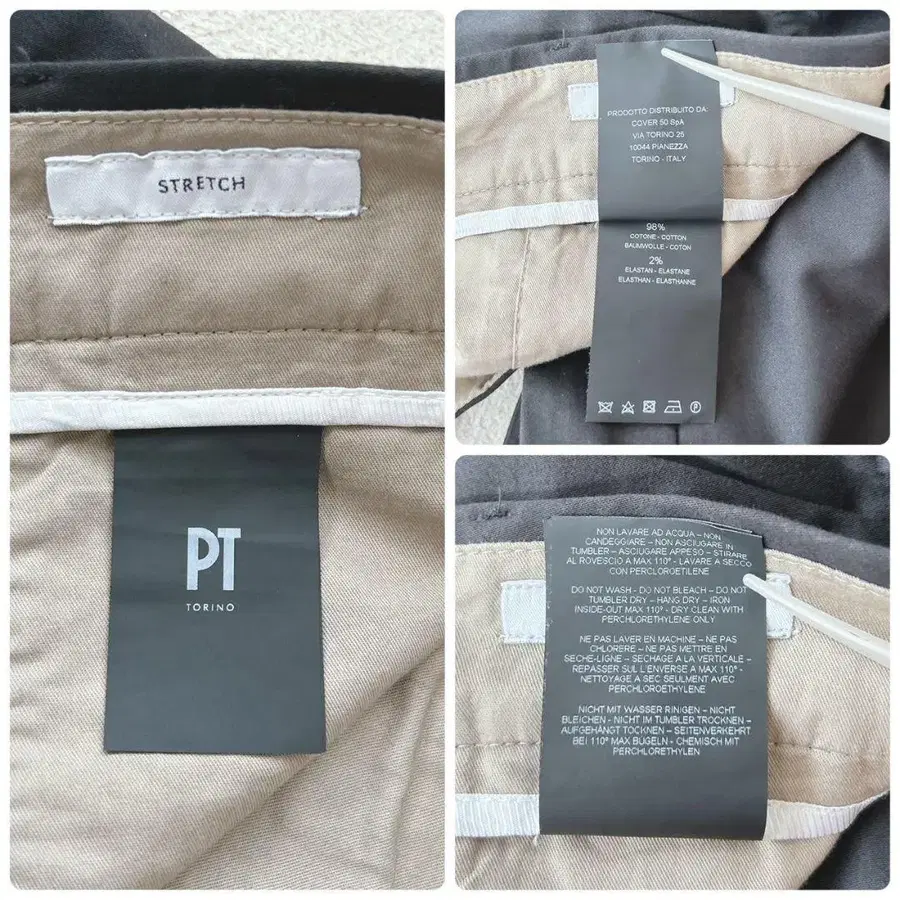 STRETCH
PT
TORINO
PRODOTTO DISTRIBUITO DA:
COVER 50 SpA
VIA TORINO 25
10044 PIANEZZA
TORINO - ITALY
98%
COTONE - COTTON
BAUMWOLLE - COTON
2%
ELASTAN - ELASTANE
ELASTHAN - ELASTHANNE
NON LAVARE AD ACQUA – NON
CANDEGGIARE – NON ASCIUGARE IN
TUMBLER – ASCIUGARE APPESO – STIRARE
AL ROVESCIO A MAX 110° - LAVARE A SECCO
CON PERCLOROETILENE
DO NOT WASH - DO NOT BLEACH – DO NOT
TUMBLER DRY – HANG DRY – IRON
INSIDE-OUT MAX 110° - DRY CLEAN WITH
PERCHLORETHYLENE ONLY
NE PAS LAVER EN MACHINE – NE PAS
CHLORERE – NE PAS METTRE EN
SECHE-LIGNE – SECHAGE A LA VERTICALE –
REPASSER SUL L'ENVERSE A MAX 110° -
NETTOYAGE A SEC SEULMENT AVEC
PERCHLOROETHYLENE
NICHT MIT WASSER RINIGEN – NICHT
BLEICHEN - NICHT IM TUMBLER TROCKNEN –
AUFGEHÄNGT TOCKNEN – SEITENVERKEHRT
BEI 110° MAX BÜGELN - CHEMISCH MIT
PERCHLORETHYLEN